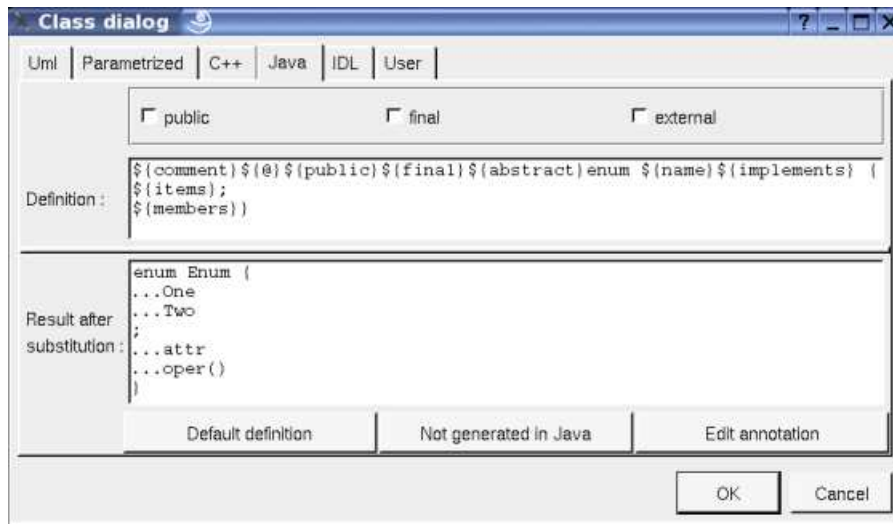 Class dialog
?
Uml Parametrized C++ Java IDL User
public final external
Definition :
${comment}${@}${public}${final}${abstract}enum ${name}${implements} {
${items};
${members}}
Result after
substitution :
enum Enum {
...One
...Two
;
...attr
...oper()
}
Default definition Not generated in Java Edit annotation
OK Cancel